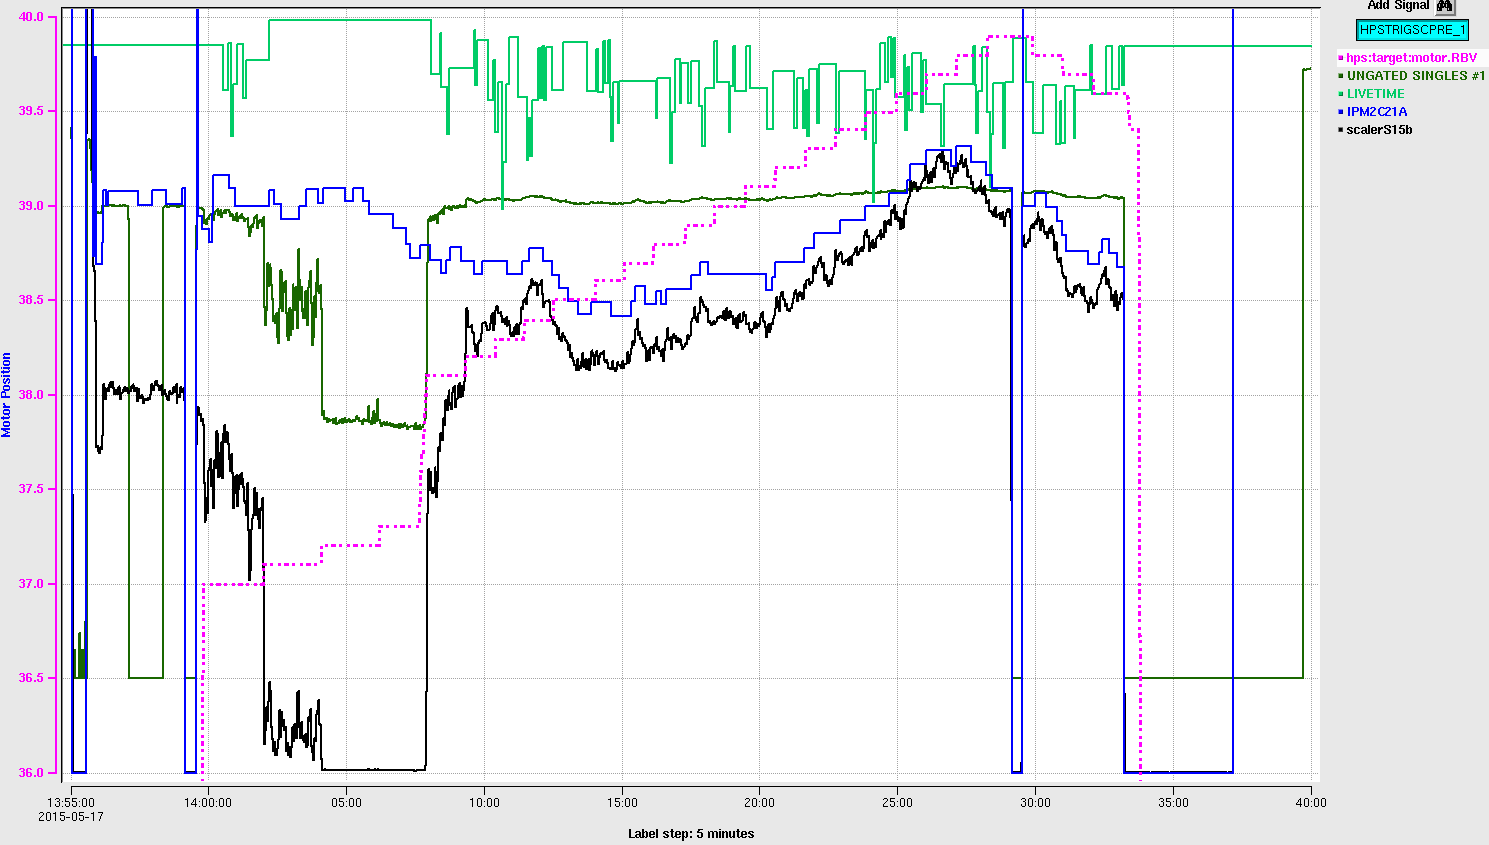 Add Signal
HPSTRIGSCPRE_1
hps:target:motor.RBV
UNGATED SINGLES #1
LIVETIME
IPM2C21A
scalerS15b
40.0
39.5
39.0
38.5
38.0
37.5
37.0
36.5
36.0
Motor Position
13:55:00 14:00:00 05:00 10:00 15:00 20:00 25:00 30:00 35:00 40:00
2015-05-17
Label step: 5 minutes